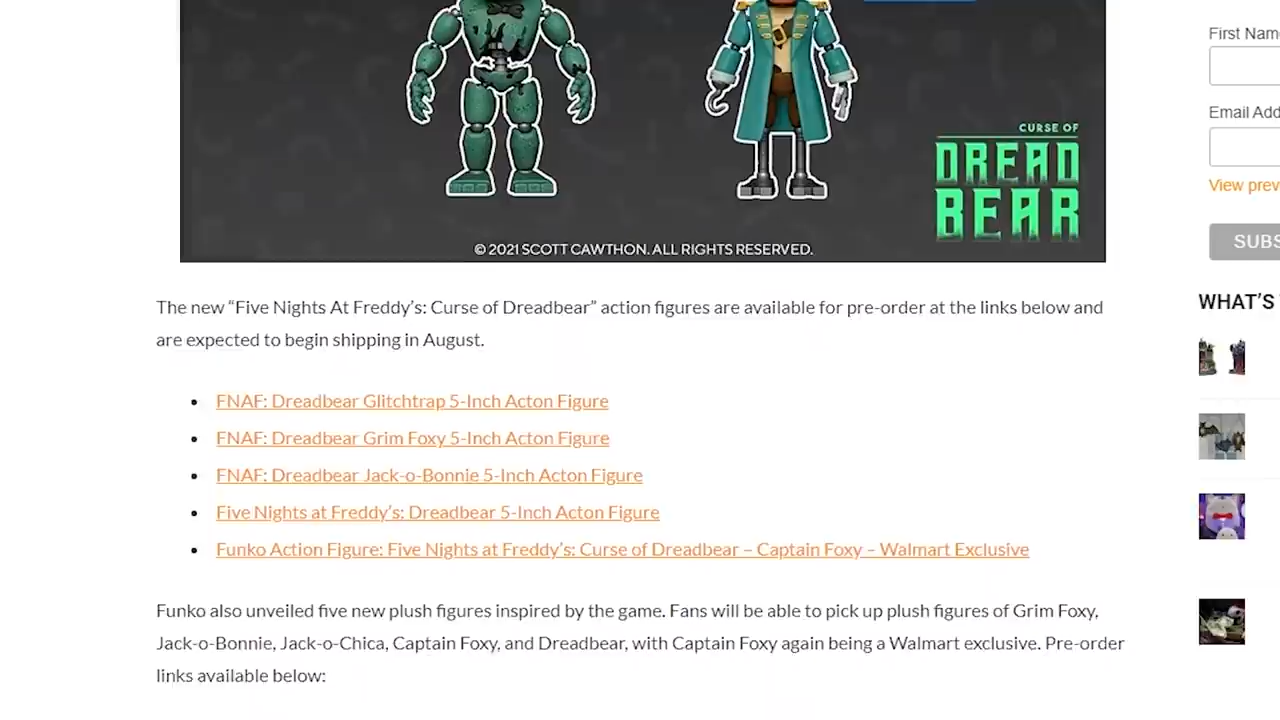 First Nam
Email Add
View prev
SUBS
WHAT'S
CURSE OF
DREAD
BEAR
© 2021 SCOTT CAWTHON. ALL RIGHTS RESERVED.
The new “Five Nights At Freddy’s: Curse of Dreadbear” action figures are available for pre-order at the links below and
are expected to begin shipping in August.
FNAF: Dreadbear Glitchtrap 5-Inch Acton Figure
FNAF: Dreadbear Grim Foxy 5-Inch Acton Figure
FNAF: Dreadbear Jack-o-Bonnie 5-Inch Acton Figure
Five Nights at Freddy’s: Dreadbear 5-Inch Acton Figure
Funko Action Figure: Five Nights at Freddy’s: Curse of Dreadbear – Captain Foxy – Walmart Exclusive
Funko also unveiled five new plush figures inspired by the game. Fans will be able to pick up plush figures of Grim Foxy,
Jack-o-Bonnie, Jack-o-Chica, Captain Foxy, and Dreadbear, with Captain Foxy again being a Walmart exclusive. Pre-order
links available below: